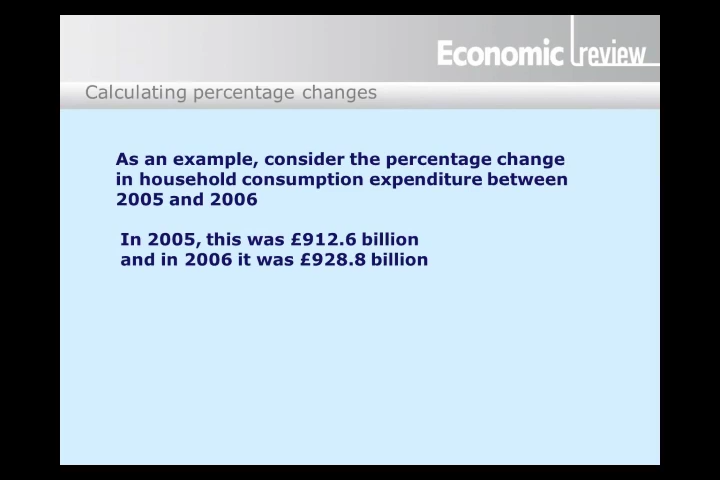 Economic review
Calculating percentage changes
As an example, consider the percentage change
in household consumption expenditure between
2005 and 2006
In 2005, this was £912.6 billion
and in 2006 it was £928.8 billion